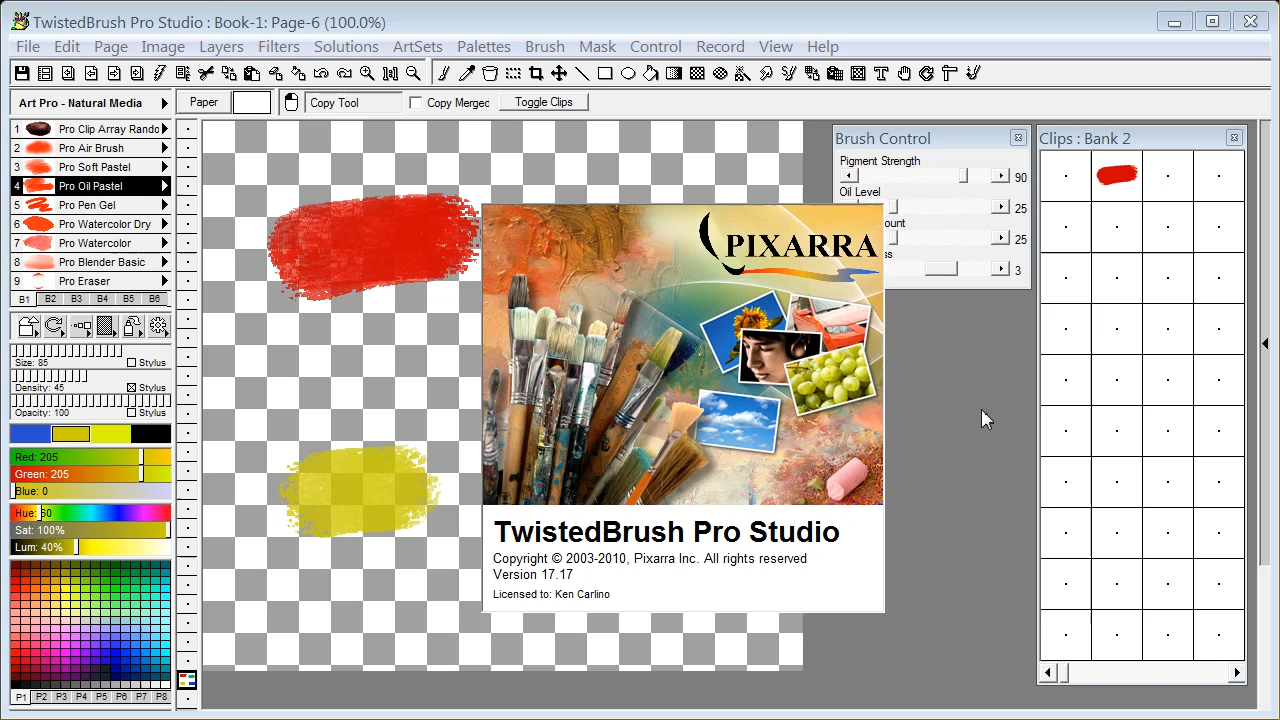 TwistedBrush Pro Studio : Book-1: Page-6 (100.0%)
File Edit Page Image Layers Filters Solutions ArtSets Palettes Brush Mask Control Record View Help
Art Pro - Natural Media
Paper
Copy Tool
Copy Merged
Toggle Clips
1 Pro Clip Array Rando
2 Pro Air Brush
3 Pro Soft Pastel
4 Pro Oil Pastel
5 Pro Pen Gel
6 Pro Watercolor Dry
7 Pro Watercolor
8 Pro Blender Basic
9 Pro Eraser
B1 B2 B3 B4 B5 B6
Size: 85 Stylus
Density: 45 Stylus
Opacity: 100 Stylus
Red: 205
Green: 205
Blue: 0
Hue: 60
Sat: 100%
Lum: 40%
P1 P2 P3 P4 P5 P6 P7 P8
Brush Control
Pigment Strength
90
Oil Level
25
ount
25
ss
3
Clips : Bank 2
PIXARRA
TwistedBrush Pro Studio
Copyright © 2003-2010, Pixarra Inc. All rights reserved
Version 17.17
Licensed to: Ken Carlino